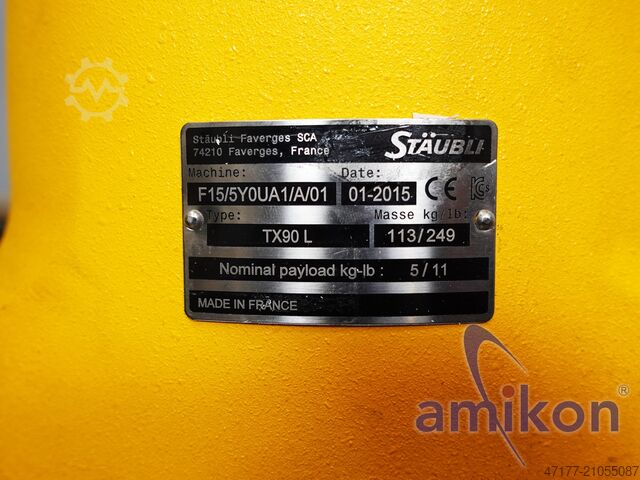 Stäubli Faverges SCA
74210 Faverges, France
STÄUBLI
Machine: Date:
F15/5Y0UA1/A/01 01-2015 CE
Type: Masse kg/lb:
TX90 L 113/249
Nominal payload kg-lb : 5 / 11
MADE IN FRANCE
amikon®
47177-21055087